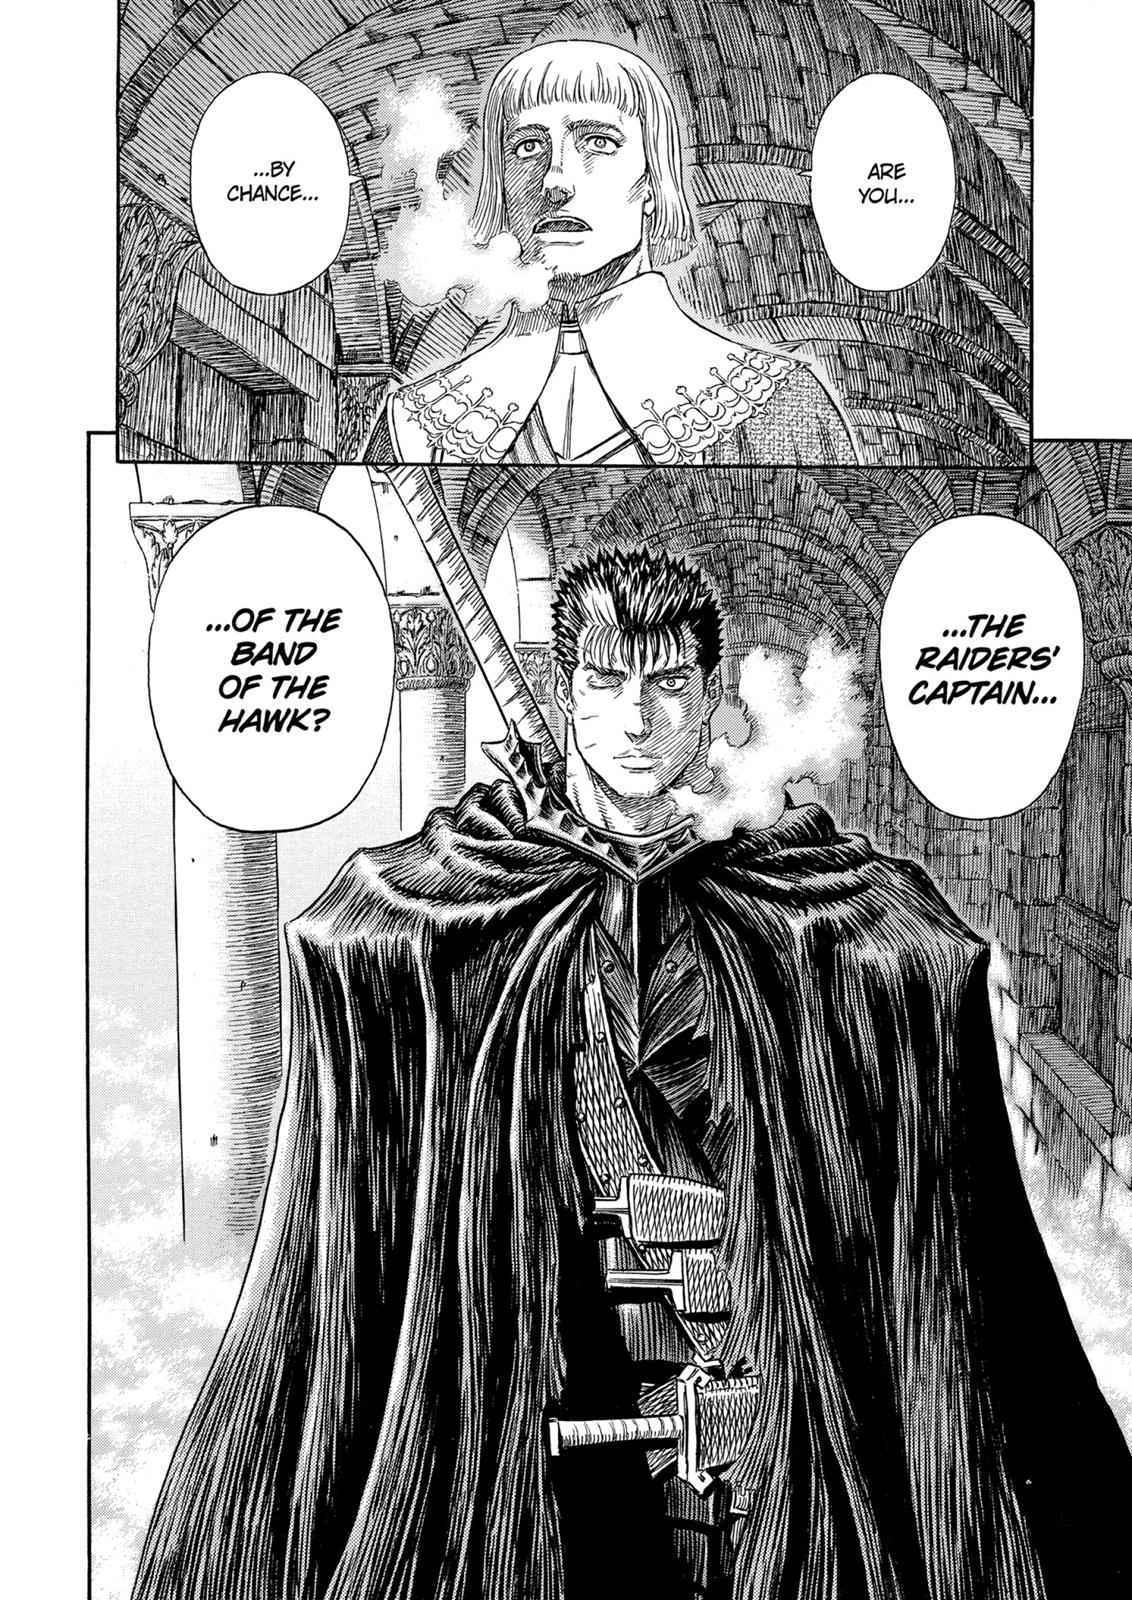 ARE
YOU...
...BY
CHANCE...
...THE
RAIDERS'
CAPTAIN...
...OF THE
BAND
OF THE
HAWK?